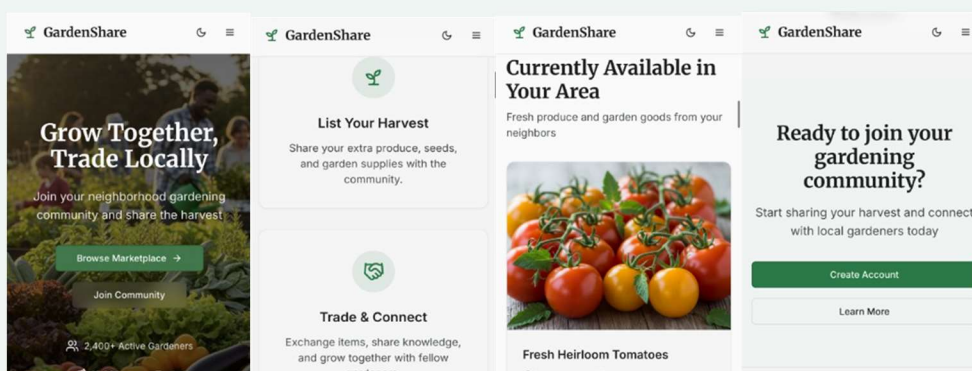 GardenShare
Grow Together,
Trade Locally
Join your neighborhood gardening
community and share the harvest
Browse Marketplace →
Join Community
2,400+ Active Gardeners
GardenShare
List Your Harvest
Share your extra produce, seeds,
and garden supplies with the
community.
Trade & Connect
Exchange items, share knowledge,
and grow together with fellow
GardenShare
Currently Available in
Your Area
Fresh produce and garden goods from your
neighbors
Fresh Heirloom Tomatoes
GardenShare
Ready to join your
gardening
community?
Start sharing your harvest and connect
with local gardeners today
Create Account
Learn More